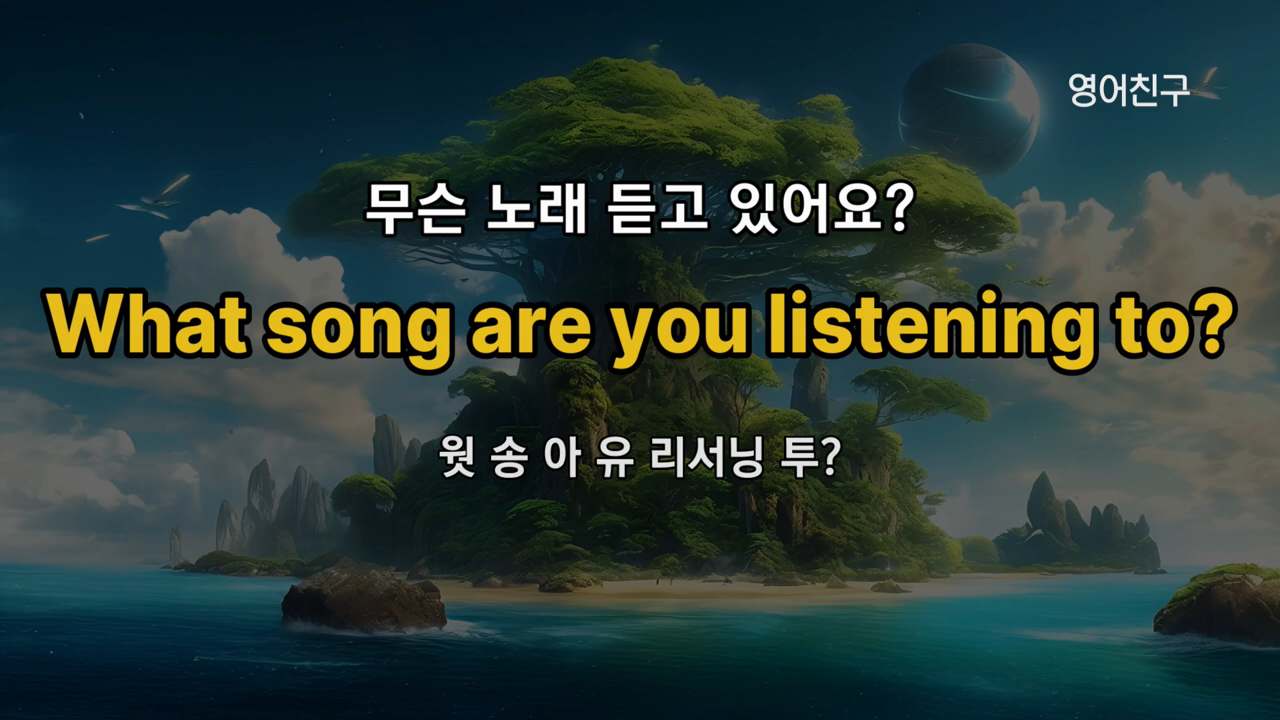 영어친구
무슨 노래 듣고 있어요?
What song are you listening to?
웟 송 아 유 리서닝 투?